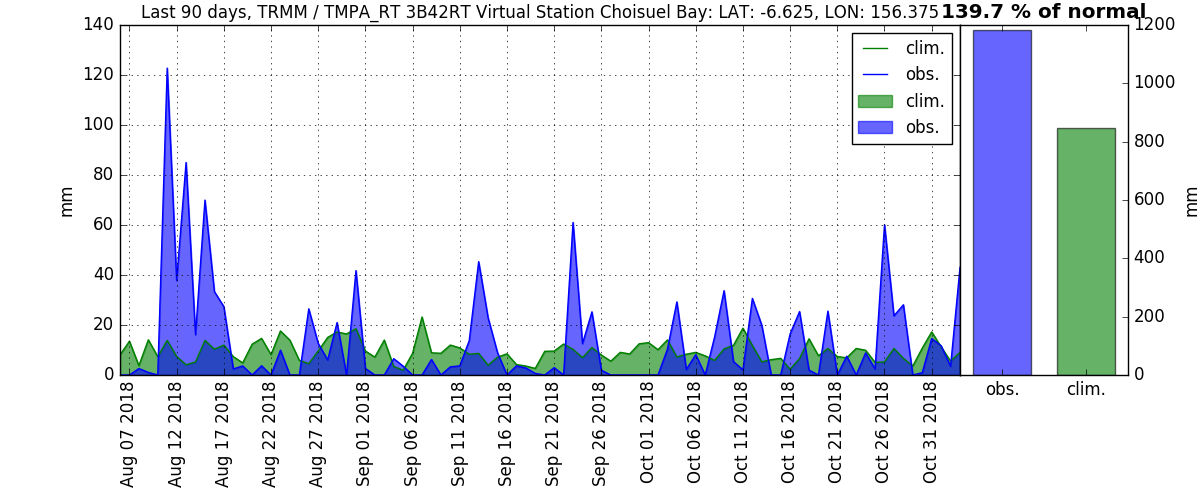 Last 90 days, TRMM / TMPA_RT 3B42RT Virtual Station Choisuel Bay: LAT: -6.625, LON: 156.375
139.7 % of normal
mm
140
120
100
80
60
40
20
0
clim.
obs.
clim.
obs.
Aug 07 2018
Aug 12 2018
Aug 17 2018
Aug 22 2018
Aug 27 2018
Sep 01 2018
Sep 06 2018
Sep 11 2018
Sep 16 2018
Sep 21 2018
Sep 26 2018
Oct 01 2018
Oct 06 2018
Oct 11 2018
Oct 16 2018
Oct 21 2018
Oct 26 2018
Oct 31 2018
obs.
clim.
1200
1000
800
600
400
200
0
mm